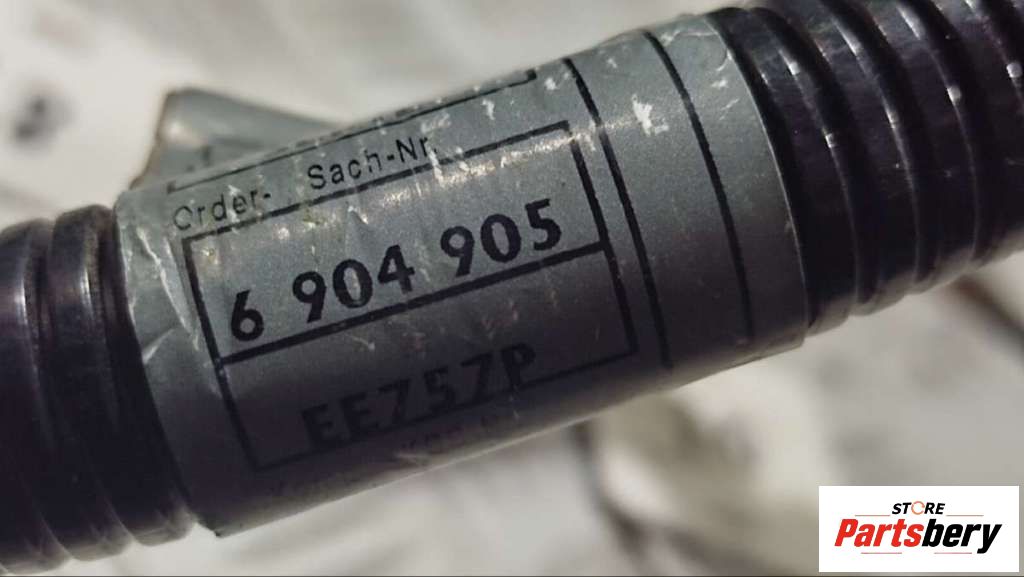 Order- Sach-Nr.
6 904 905
EE757P
STORE
Partsbery